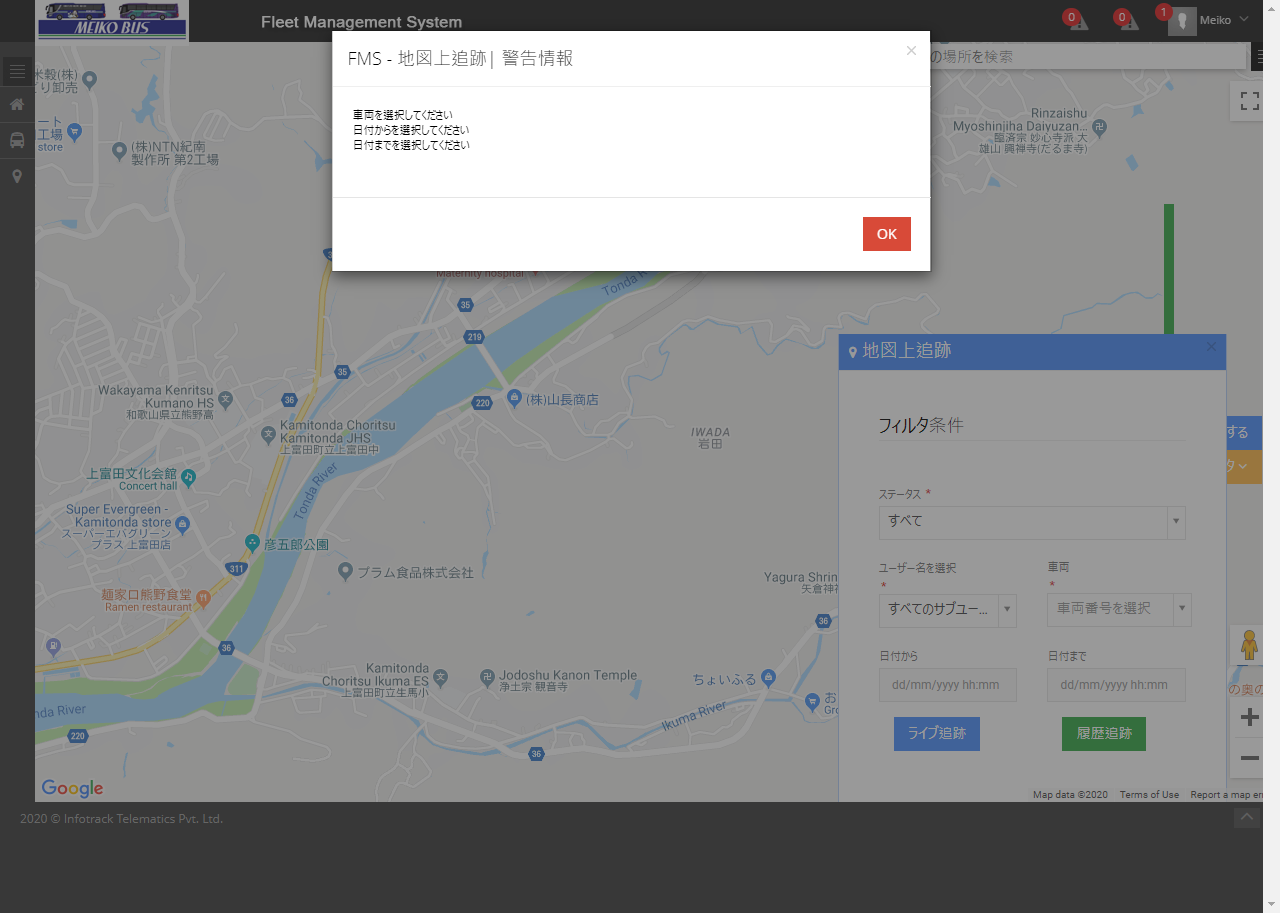 MEIKO BUS
Fleet Management System
0
0
1
Meiko
FMS - 地図上追跡| 警告情報
×
車両を選択してください
日付からを選択してください
日付までを選択してください
OK
の場所を検索
米穀(株)
ート
工場
store
(株)NTN紀南
製作所 第2工場
Rinzaishu
Myoshinjiha Daiyuzan...
臨済宗 妙心寺派 大
雄山 興禅寺(だるま寺)
Maternity hospital
Tonda River
35
219
35
36
220
(株)山長商店
Wakayama Kenritsu
Kumano HS
和歌山県立熊野高
Kamitonda Choritsu
Kamitonda JHS
上富田町立上富田中
IWADA
岩田
上富田文化会館
Concert hall
Tonda River
Super Evergreen -
Kamitonda store
スーパーエバグリーン
プラス 上富田店
彦五郎公園
311
プラム食品株式会社
麺家口熊野食堂
Ramen restaurant
Yagura Shrin
矢倉神社
36
36
Kamitonda
Choritsu Ikuma ES
上富田町立生馬小
Jodoshu Kanon Temple
浄土宗 観音寺
ちょいふる
お
Go
Ikuma River
nda River
220
36
Google
地図上追跡
×
フィルタ条件
ステータス *
すべて
ユーザー名を選択
*
すべてのサブユー...
車両
*
車両番号を選択
日付から
日付まで
dd/mm/yyyy hh:mm
dd/mm/yyyy hh:mm
ライブ追跡
履歴追跡
する
タ
の奥の
Map data ©2020
Terms of Use
Report a map er
2020 © Infotrack Telematics Pvt. Ltd.